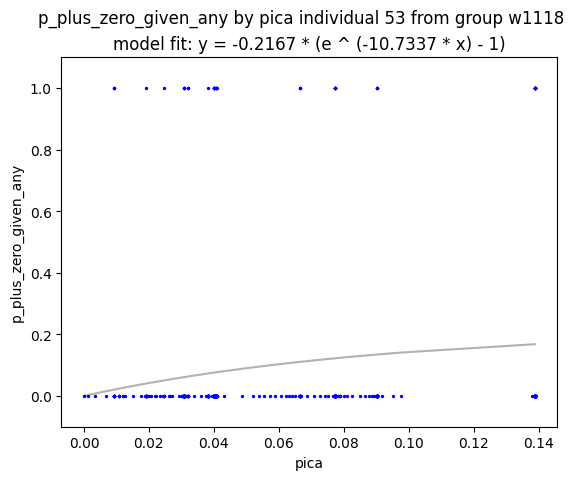 p_plus_zero_given_any by pica individual 53 from group w1118
model fit: y = -0.2167 * (e ^ (-10.7337 * x) - 1)
p_plus_zero_given_any
1.0
0.8
0.6
0.4
0.2
0.0
0.00 0.02 0.04 0.06 0.08 0.10 0.12 0.14
pica